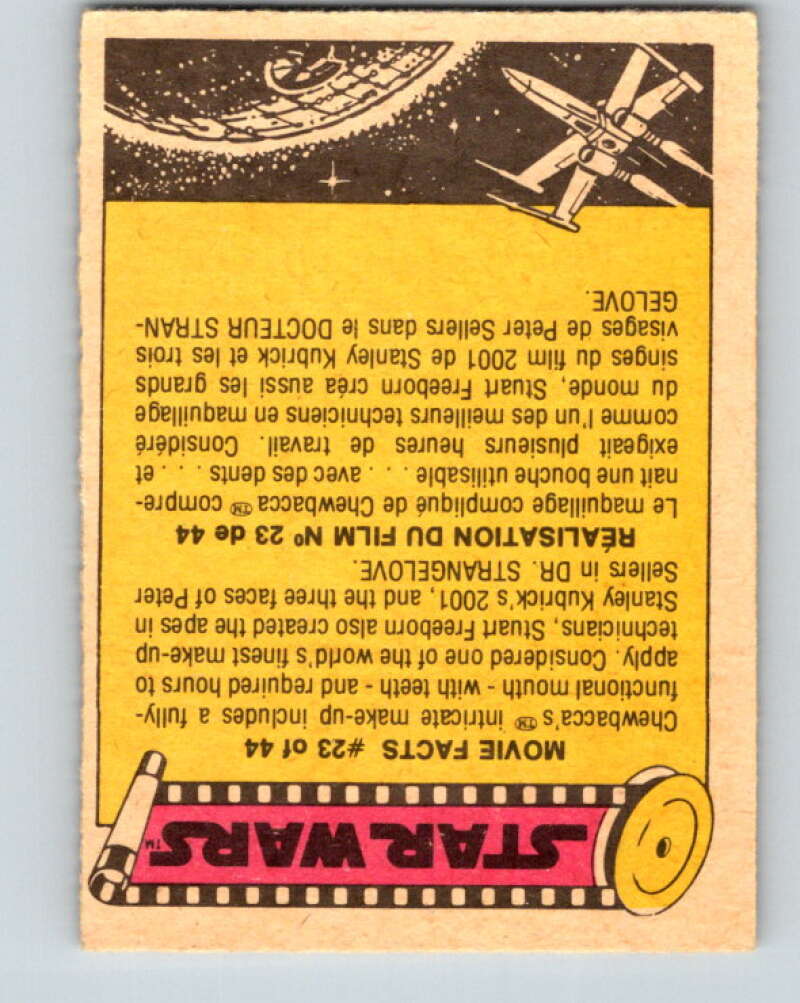 STAR WARS™
MOVIE FACTS #23 of 44
Chewbacca's™ intricate make-up includes a fully-
functional mouth - with teeth - and required hours to
apply. Considered one of the world's finest make-up
technicians, Stuart Freeborn also created the apes in
Stanley Kubrick's 2001, and the three faces of Peter
Sellers in DR. STRANGELOVE.
RÉALISATION DU FILM Nº 23 de 44
Le maquillage compliqué de Chewbacca™ compre-
nait une bouche utilisable . . . avec des dents . . . et
exigeait plusieurs heures de travail. Considéré
comme l'un des meilleurs techniciens en maquillage
du monde, Stuart Freeborn créa aussi les grands
singes du film 2001 de Stanley Kubrick et les trois
visages de Peter Sellers dans le DOCTEUR STRAN-
GELOVE.